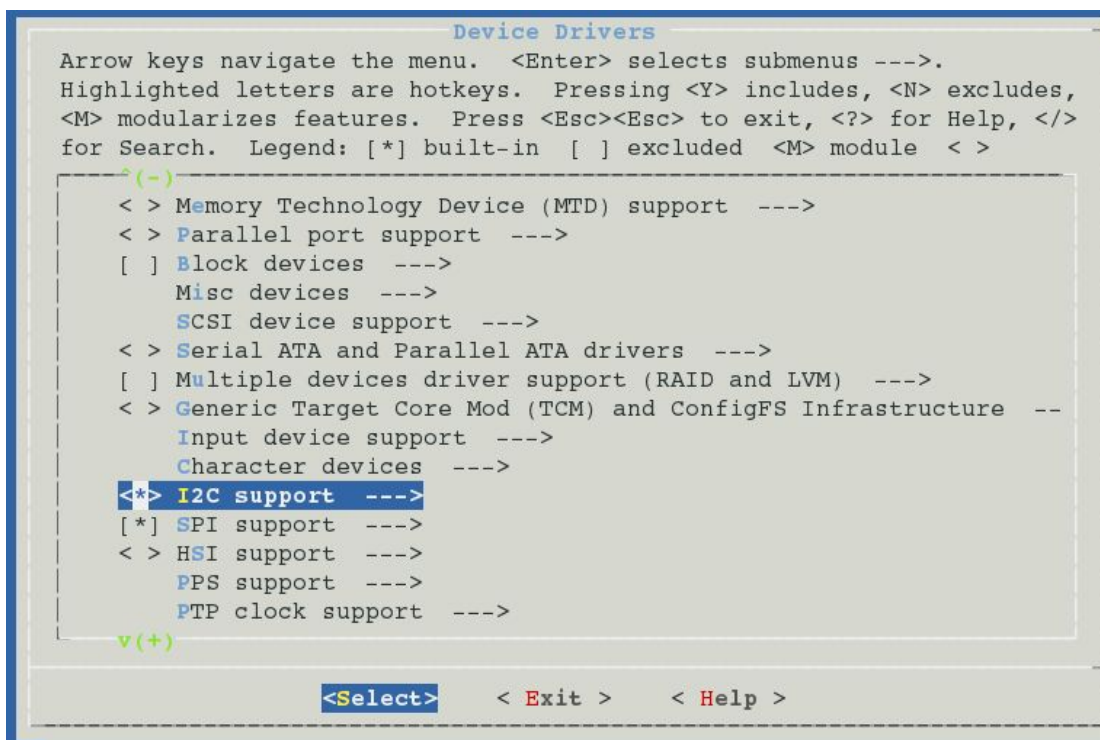 Device Drivers
Arrow keys navigate the menu.  <Enter> selects submenus --->.
Highlighted letters are hotkeys.  Pressing <Y> includes, <N> excludes,
<M> modularizes features.  Press <Esc><Esc> to exit, <?> for Help, </>
for Search.  Legend: [*] built-in  [ ] excluded  <M> module  < >
^(-)
< > Memory Technology Device (MTD) support  --->
< > Parallel port support  --->
[ ] Block devices  --->
Misc devices  --->
SCSI device support  --->
< > Serial ATA and Parallel ATA drivers  --->
[ ] Multiple devices driver support (RAID and LVM)  --->
< > Generic Target Core Mod (TCM) and ConfigFS Infrastructure  --
Input device support  --->
Character devices  --->
<*> I2C support  --->
[*] SPI support  --->
< > HSI support  --->
PPS support  --->
PTP clock support  --->
v(+)
<Select>    < Exit >    < Help >